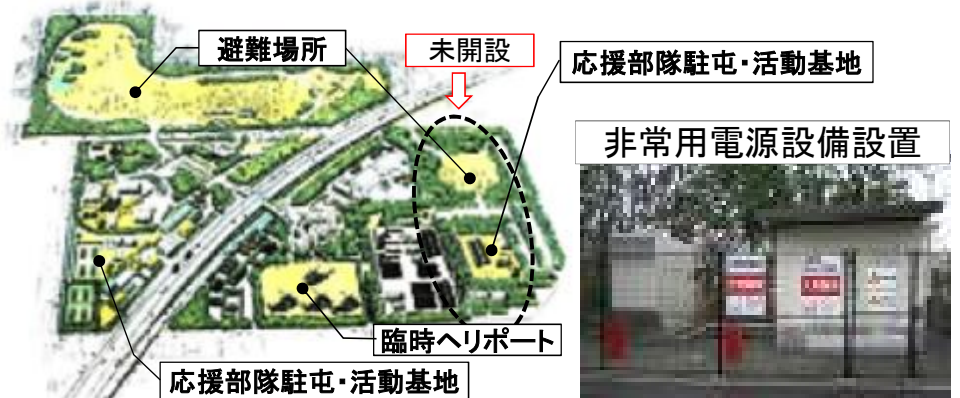 避難場所
未開設
応援部隊駐屯・活動基地
非常用電源設備設置
臨時ヘリポート
応援部隊駐屯・活動基地